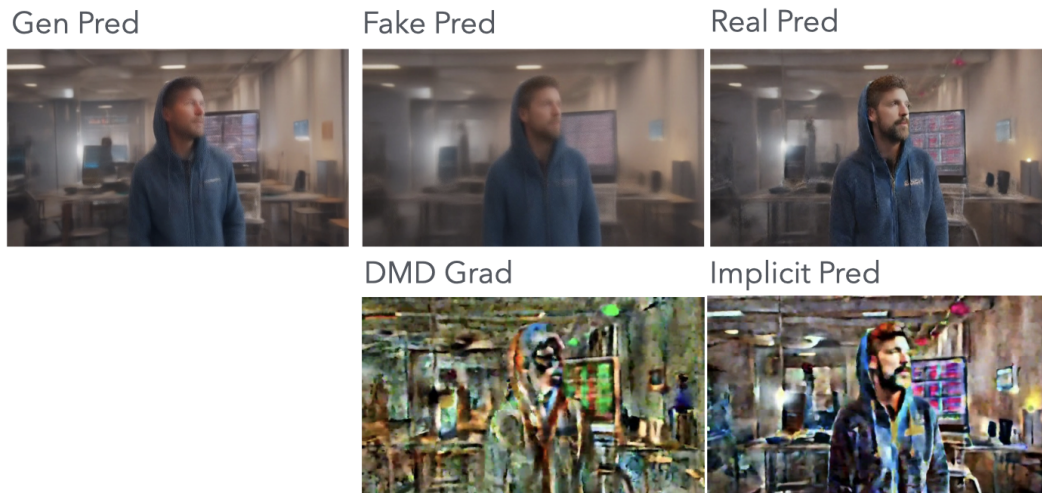 Gen Pred
Fake Pred
Real Pred
DMD Grad
Implicit Pred